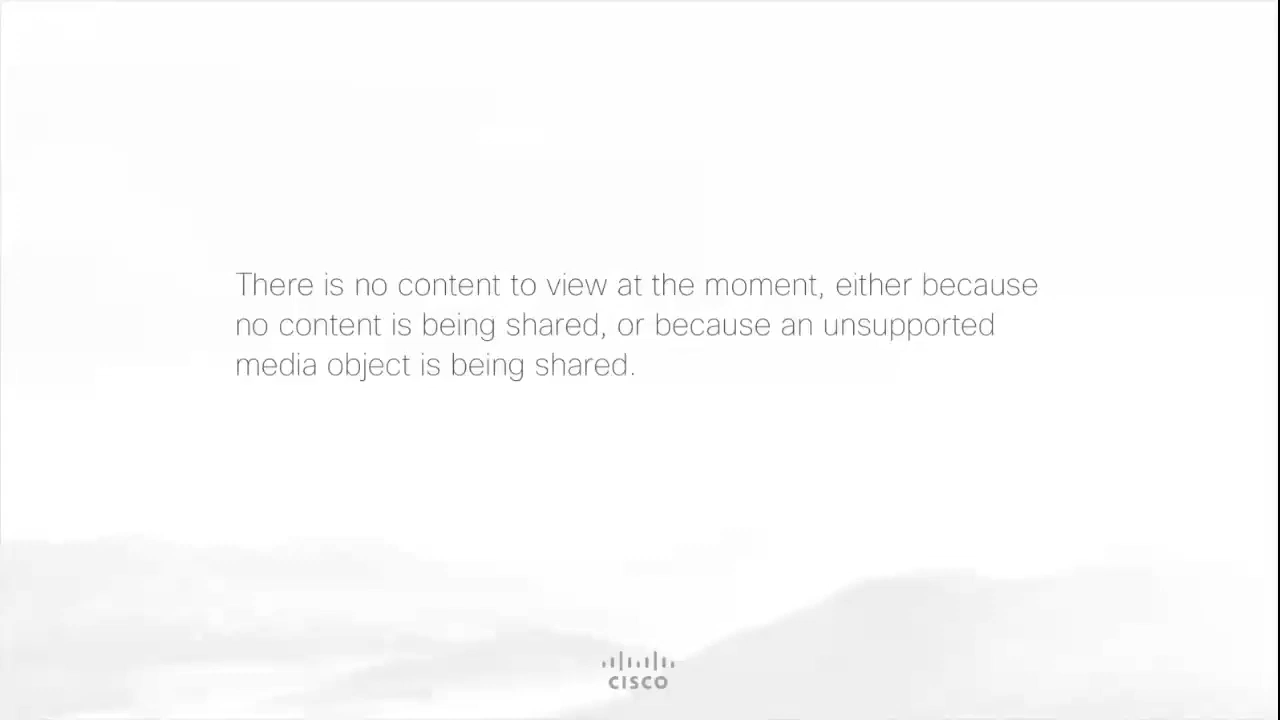 There is no content to view at the moment, either because
no content is being shared, or because an unsupported
media object is being shared.
CISCO